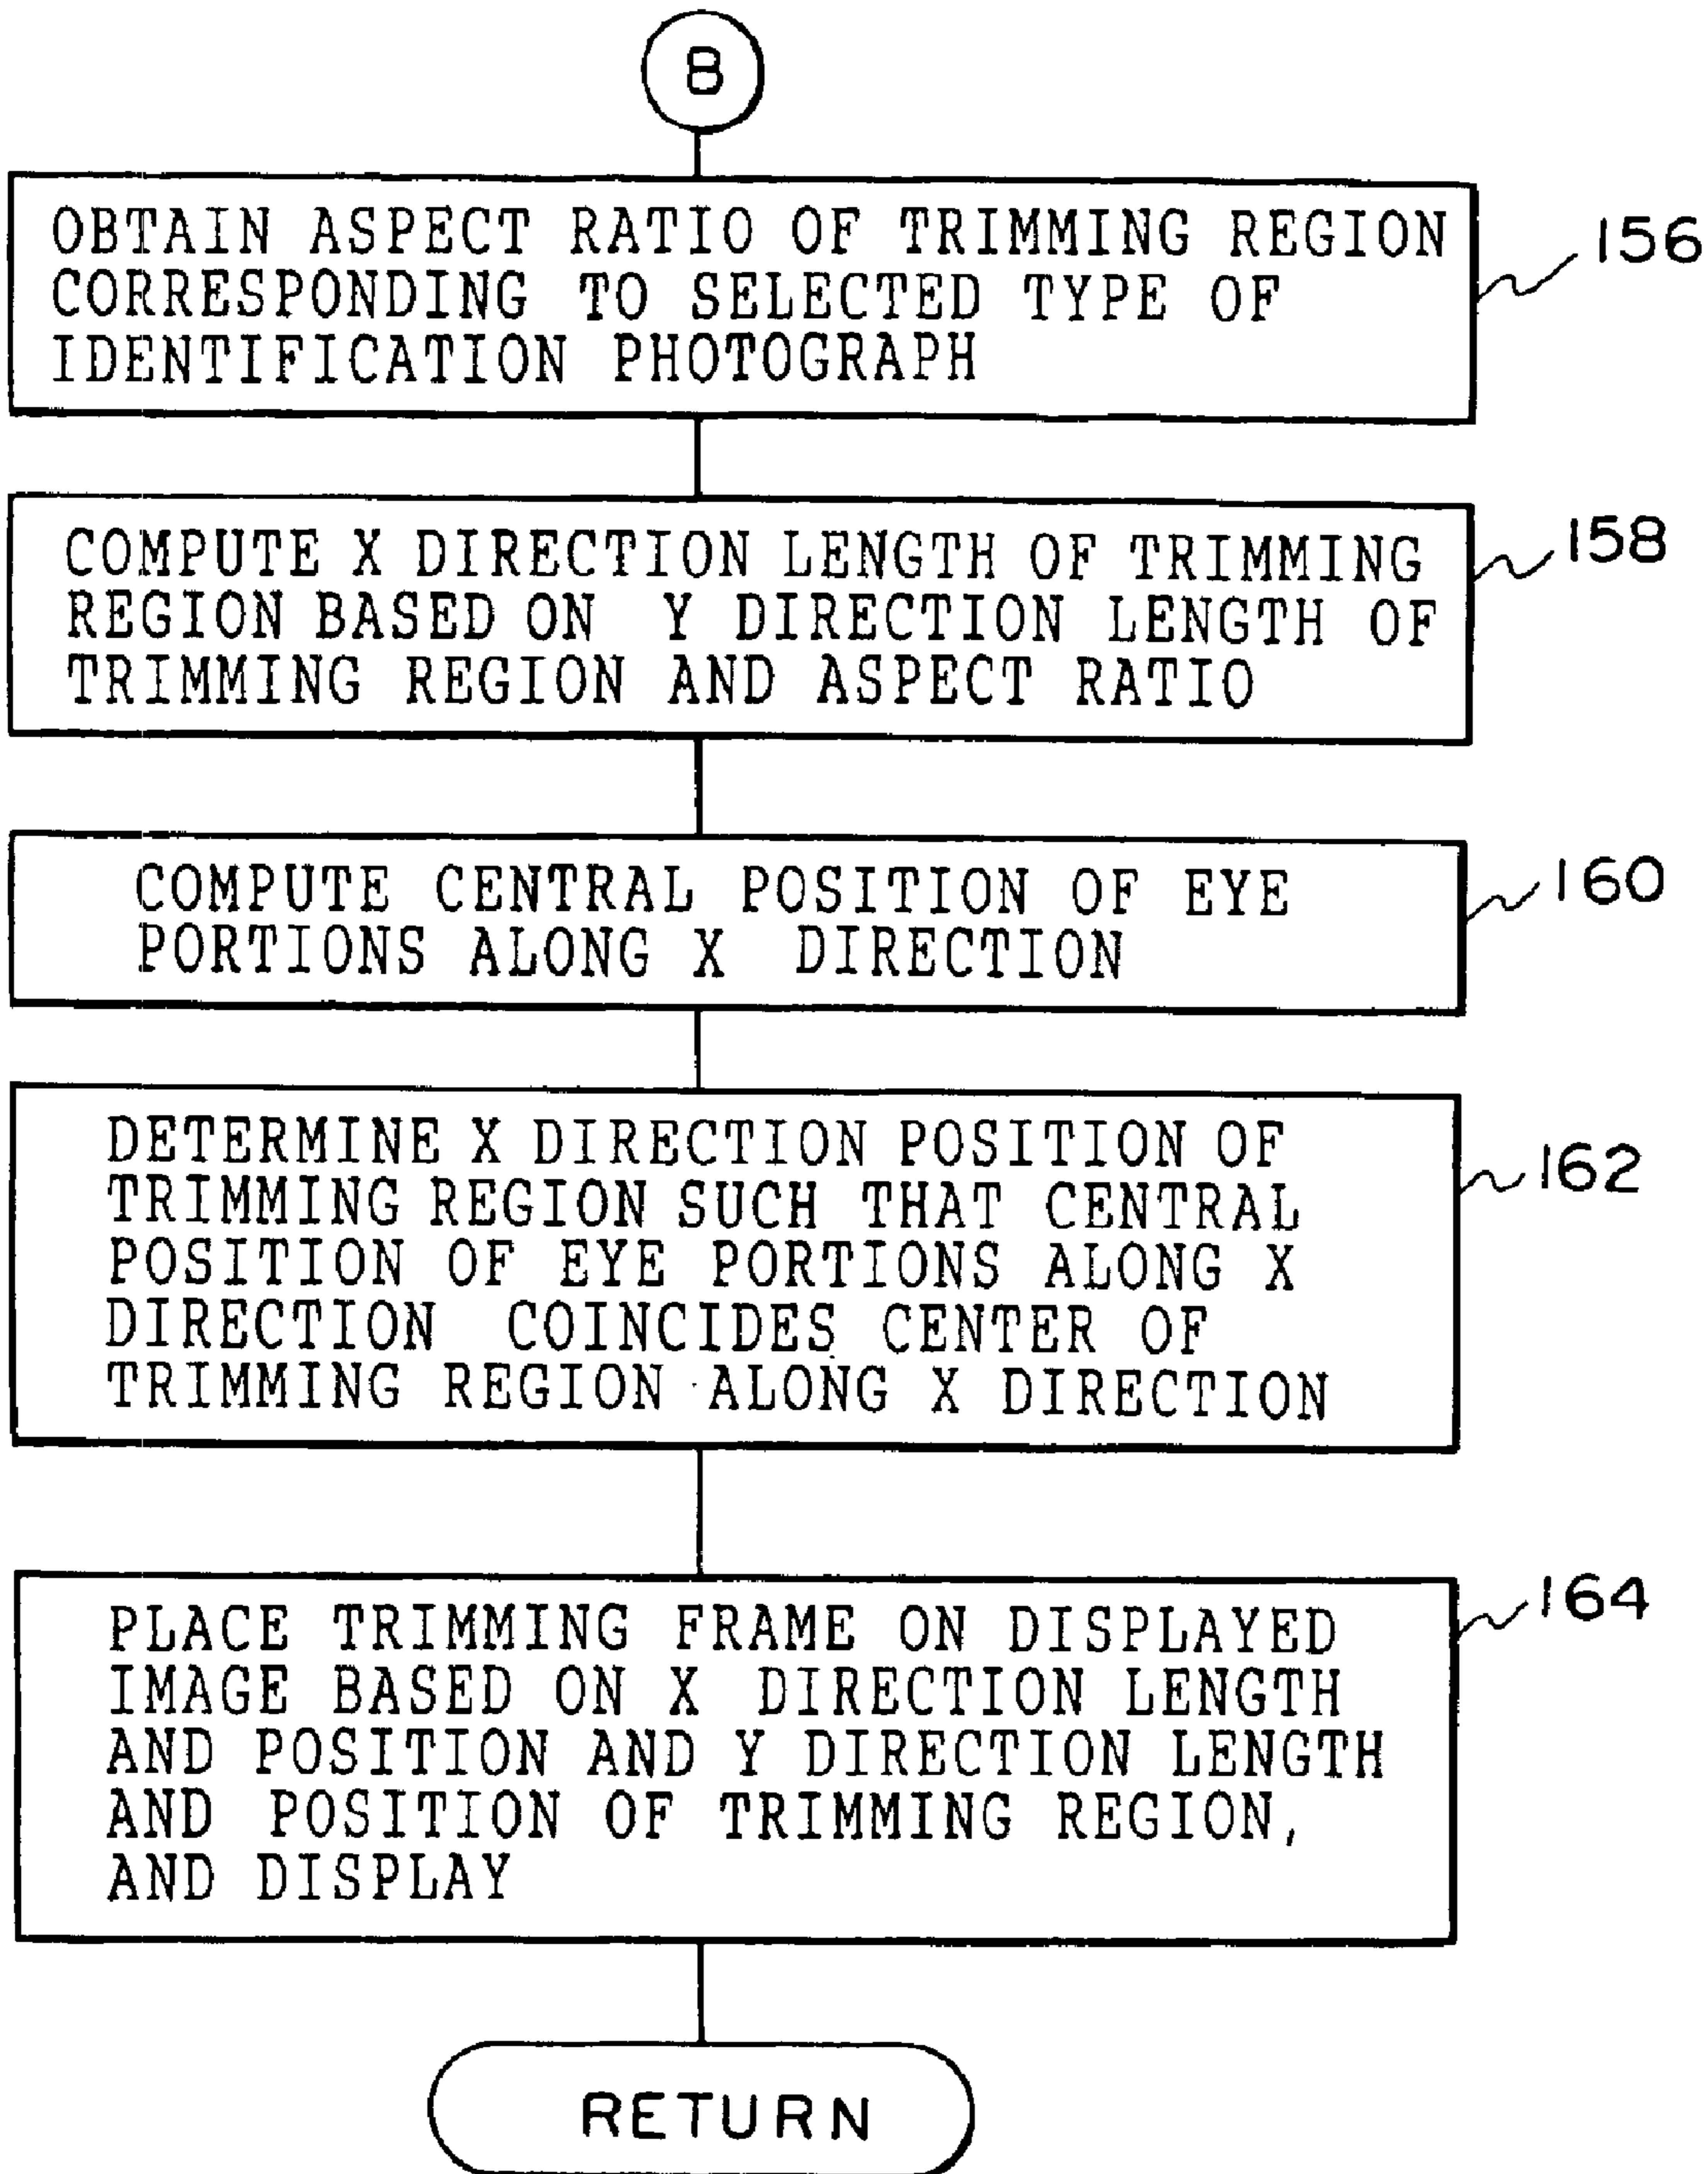 B
OBTAIN ASPECT RATIO OF TRIMMING REGION
CORRESPONDING TO SELECTED TYPE OF
IDENTIFICATION PHOTOGRAPH
156
COMPUTE X DIRECTION LENGTH OF TRIMMING
REGION BASED ON Y DIRECTION LENGTH OF
TRIMMING REGION AND ASPECT RATIO
158
COMPUTE CENTRAL POSITION OF EYE
PORTIONS ALONG X DIRECTION
160
DETERMINE X DIRECTION POSITION OF
TRIMMING REGION SUCH THAT CENTRAL
POSITION OF EYE PORTIONS ALONG X
DIRECTION COINCIDES CENTER OF
TRIMMING REGION ALONG X DIRECTION
162
PLACE TRIMMING FRAME ON DISPLAYED
IMAGE BASED ON X DIRECTION LENGTH
AND POSITION AND Y DIRECTION LENGTH
AND POSITION OF TRIMMING REGION,
AND DISPLAY
164
RETURN